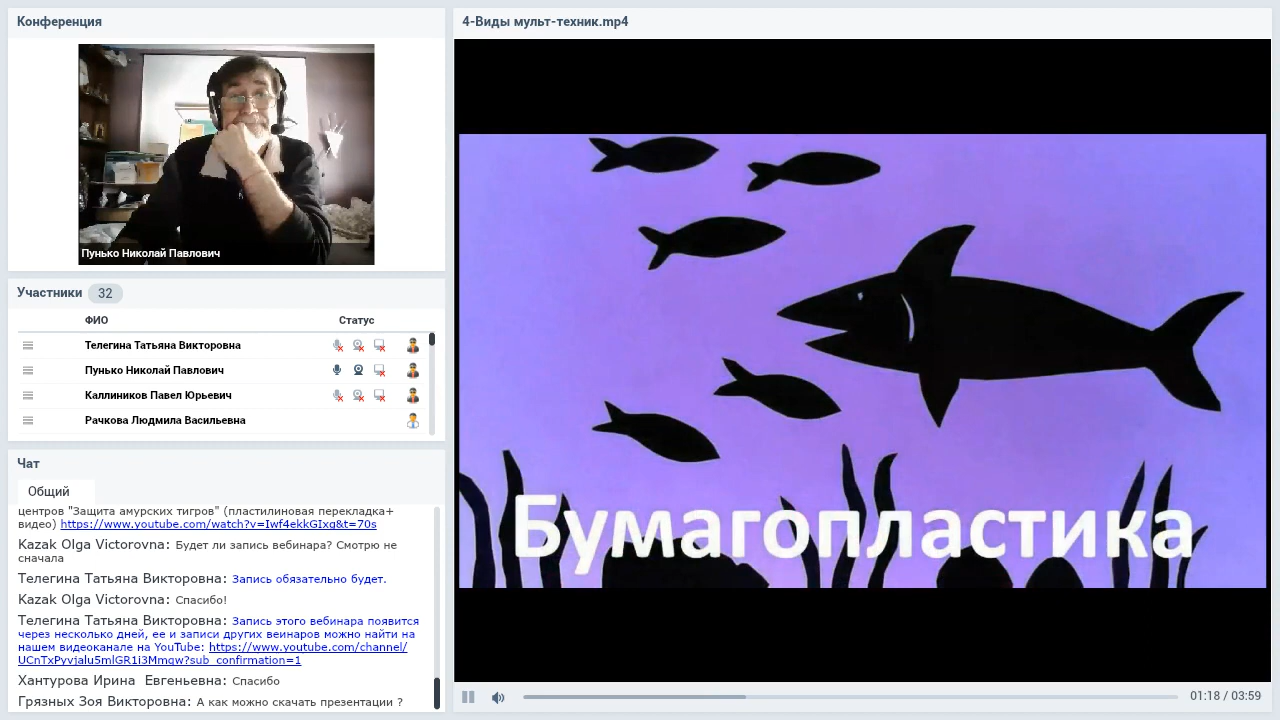 Конференция
Пунько Николай Павлович
Участники 32
ФИО Статус
Телегина Татьяна Викторовна
Пунько Николай Павлович
Каллиников Павел Юрьевич
Рачкова Людмила Васильевна
Чат
Общий
центров "Защита амурских тигров" (пластилиновая перекладка+
видео) https://www.youtube.com/watch?v=Iwf4ekkGIxg&t=70s
Kazak Olga Victorovna: Будет ли запись вебинара? Смотрю не
сначала
Телегина Татьяна Викторовна: Запись обязательно будет.
Kazak Olga Victorovna: Спасибо!
Телегина Татьяна Викторовна: Запись этого вебинара появится
через несколько дней, ее и записи других веинаров можно найти на
нашем видеоканале на YouTube: https://www.youtube.com/channel/
UCnTxPyvjalu5mlGR1i3Mmqw?sub_confirmation=1
Хантурова Ирина Евгеньевна: Спасибо
Грязных Зоя Викторовна: А как можно скачать презентации ?
4-Виды мульт-техник.mp4
Бумагопластика
01:18 / 03:59